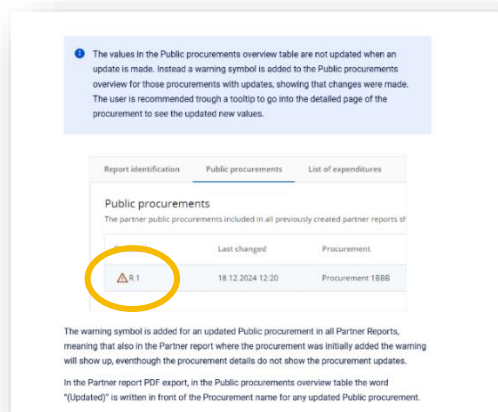 The values in the Public procurements overview table are not updated when an
update is made. Instead a warning symbol is added to the Public procurements
overview for those procurements with updates, showing that changes were made.
The user is recommended trough a tooltip to go into the detailed page of the
procurement to see the updated new values.
Report identification Public procurements List of expenditures
Public procurements
The partner public procurements included in all previously created partner reports sh
Last changed Procurement
R.1 18.12.2024 12:20 Procurement 1BBB
The warning symbol is added for an updated Public procurement in all Partner Reports,
meaning that also in the Partner report where the procurement was initially added the warning
will show up, eventhough the procurement details do not show the procurement updates.
In the Partner report PDF export, in the Public procurements overview table the word
"(Updated)" is written in front of the Procurement name for any updated Public procurement.